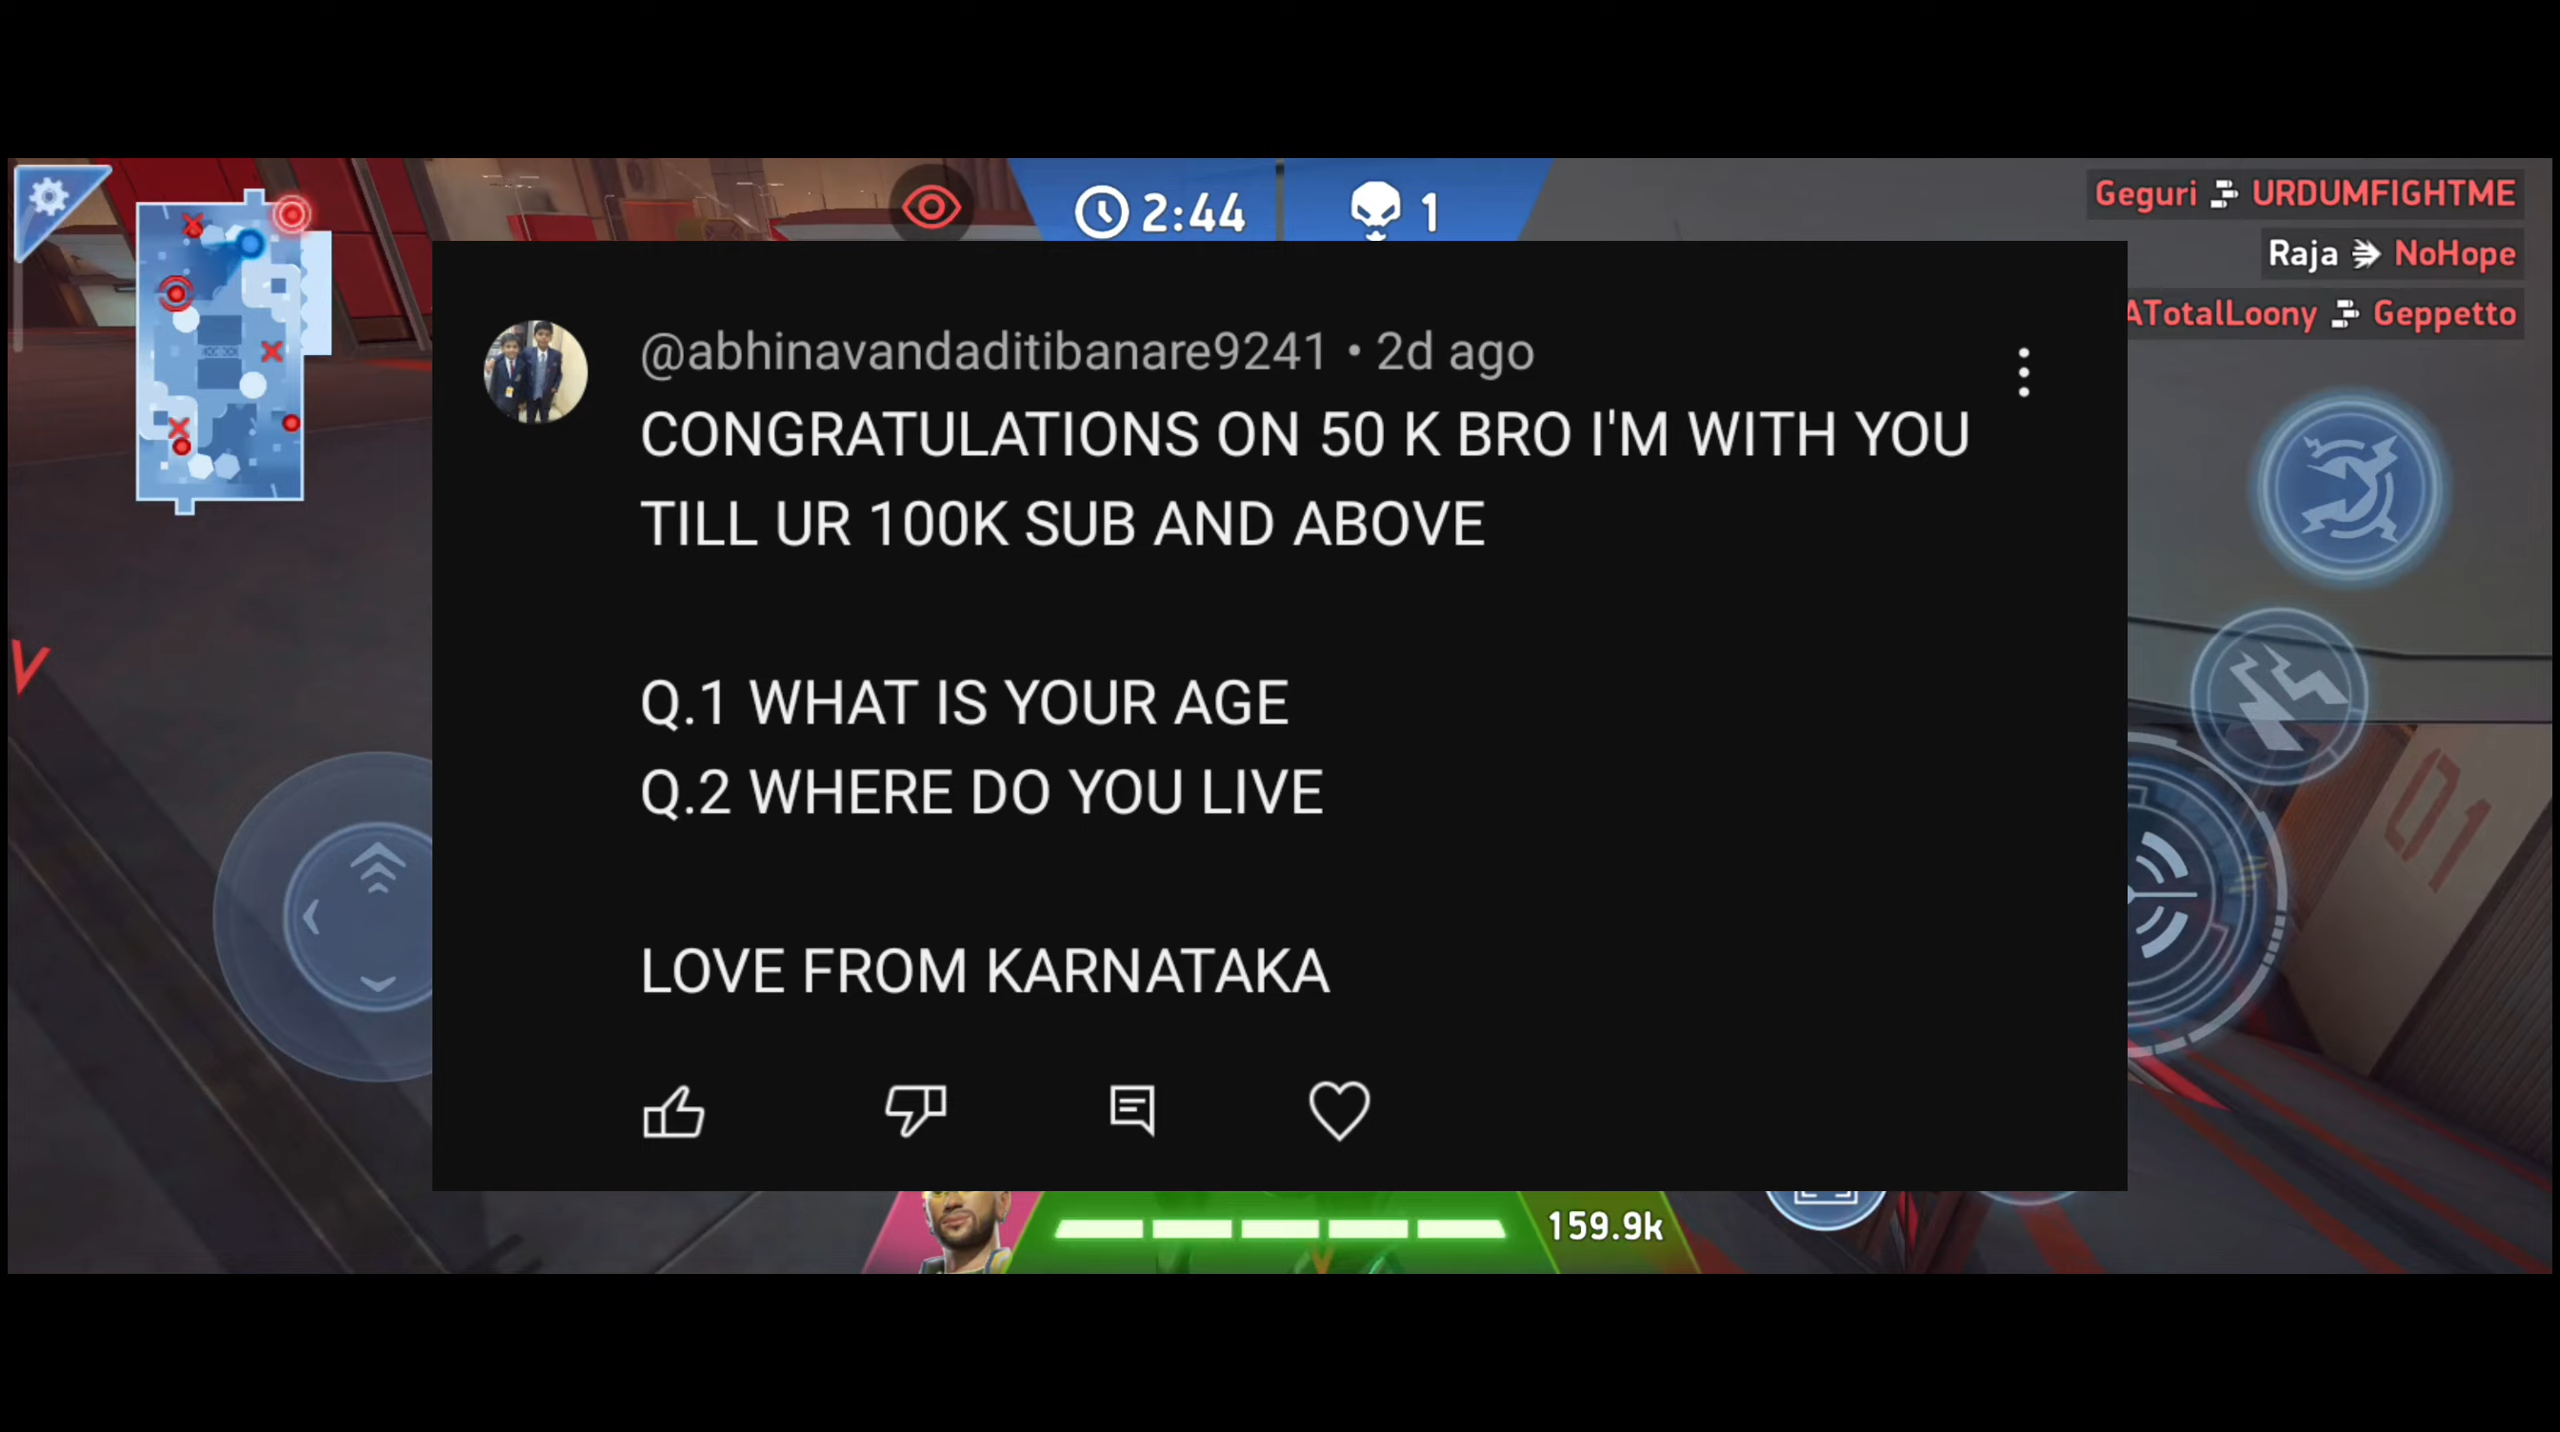 2:44
1
Geguri URDUMFIGHTME
Raja NoHope
ATotalLoony Geppetto
@abhinavandaditibanare9241 • 2d ago
CONGRATULATIONS ON 50 K BRO I'M WITH YOU
TILL UR 100K SUB AND ABOVE
Q.1 WHAT IS YOUR AGE
Q.2 WHERE DO YOU LIVE
LOVE FROM KARNATAKA
01
159.9k